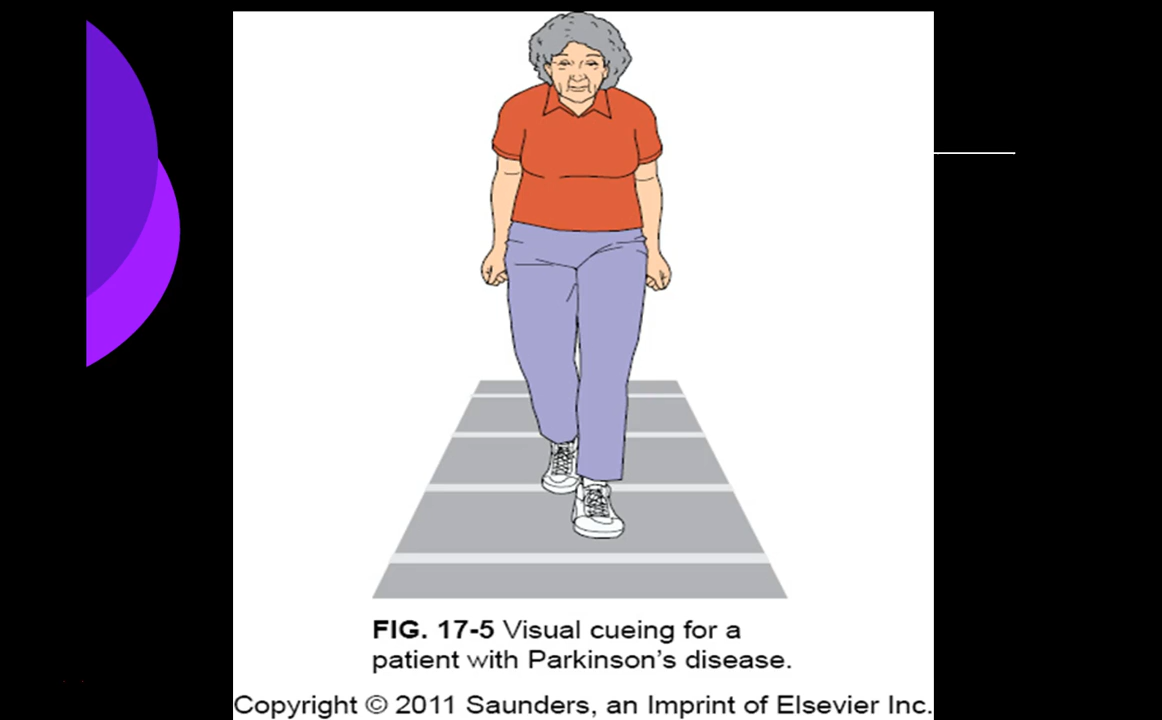 FIG. 17-5 Visual cueing for a
patient with Parkinson's disease.
Copyright © 2011 Saunders, an Imprint of Elsevier Inc.